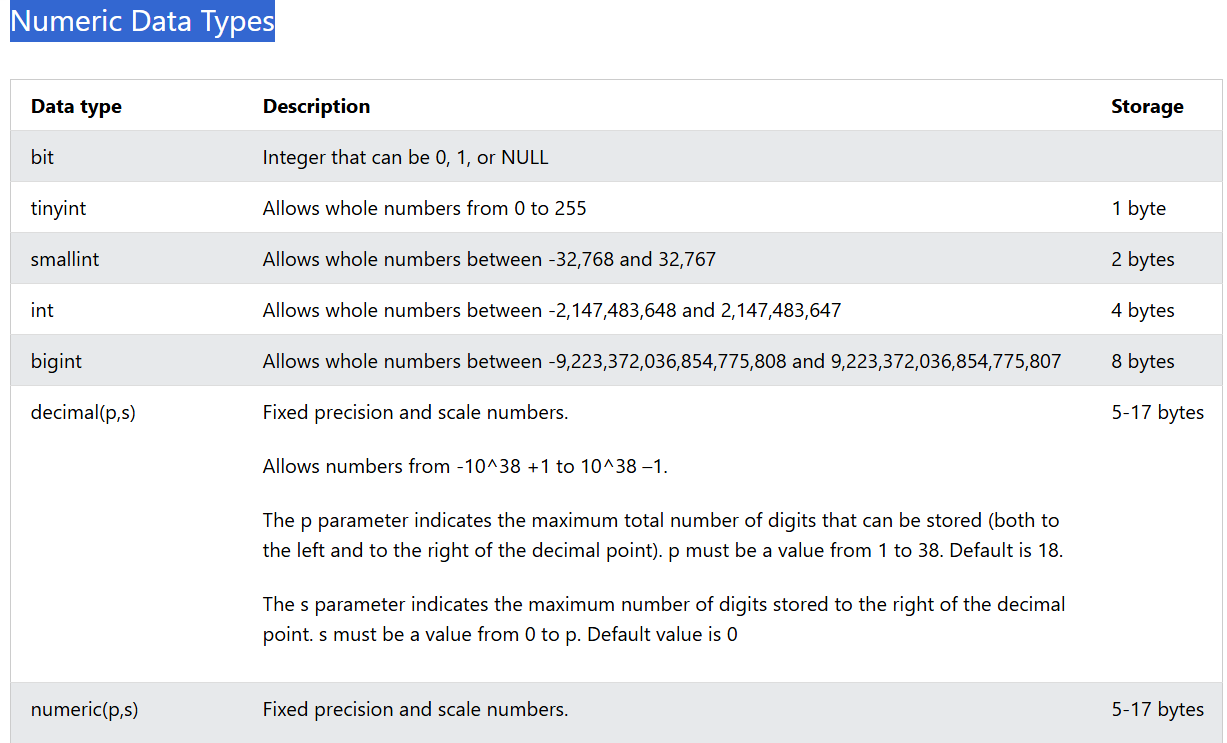 Numeric Data Types
Data type Description Storage
bit Integer that can be 0, 1, or NULL
tinyint Allows whole numbers from 0 to 255 1 byte
smallint Allows whole numbers between -32,768 and 32,767 2 bytes
int Allows whole numbers between -2,147,483,648 and 2,147,483,647 4 bytes
bigint Allows whole numbers between -9,223,372,036,854,775,808 and 9,223,372,036,854,775,807 8 bytes
decimal(p,s) Fixed precision and scale numbers. 5-17 bytes
Allows numbers from -10^38 +1 to 10^38 –1.
The p parameter indicates the maximum total number of digits that can be stored (both to
the left and to the right of the decimal point). p must be a value from 1 to 38. Default is 18.
The s parameter indicates the maximum number of digits stored to the right of the decimal
point. s must be a value from 0 to p. Default value is 0
numeric(p,s) Fixed precision and scale numbers. 5-17 bytes